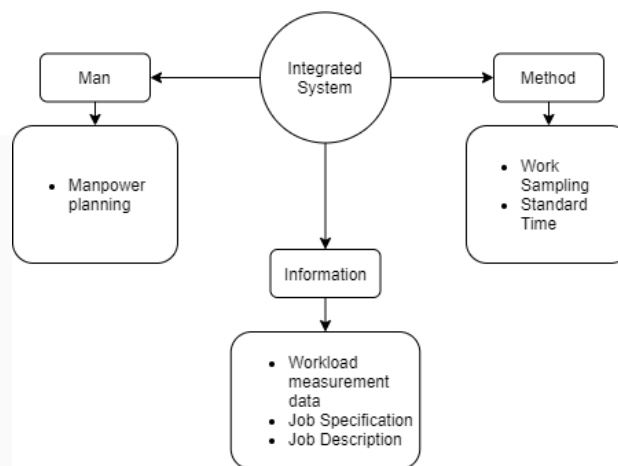 Integrated
System
Man
Method
• Manpower
planning
• Work
Sampling
• Standard
Time
Information
• Workload
measurement
data
• Job Specification
• Job Description